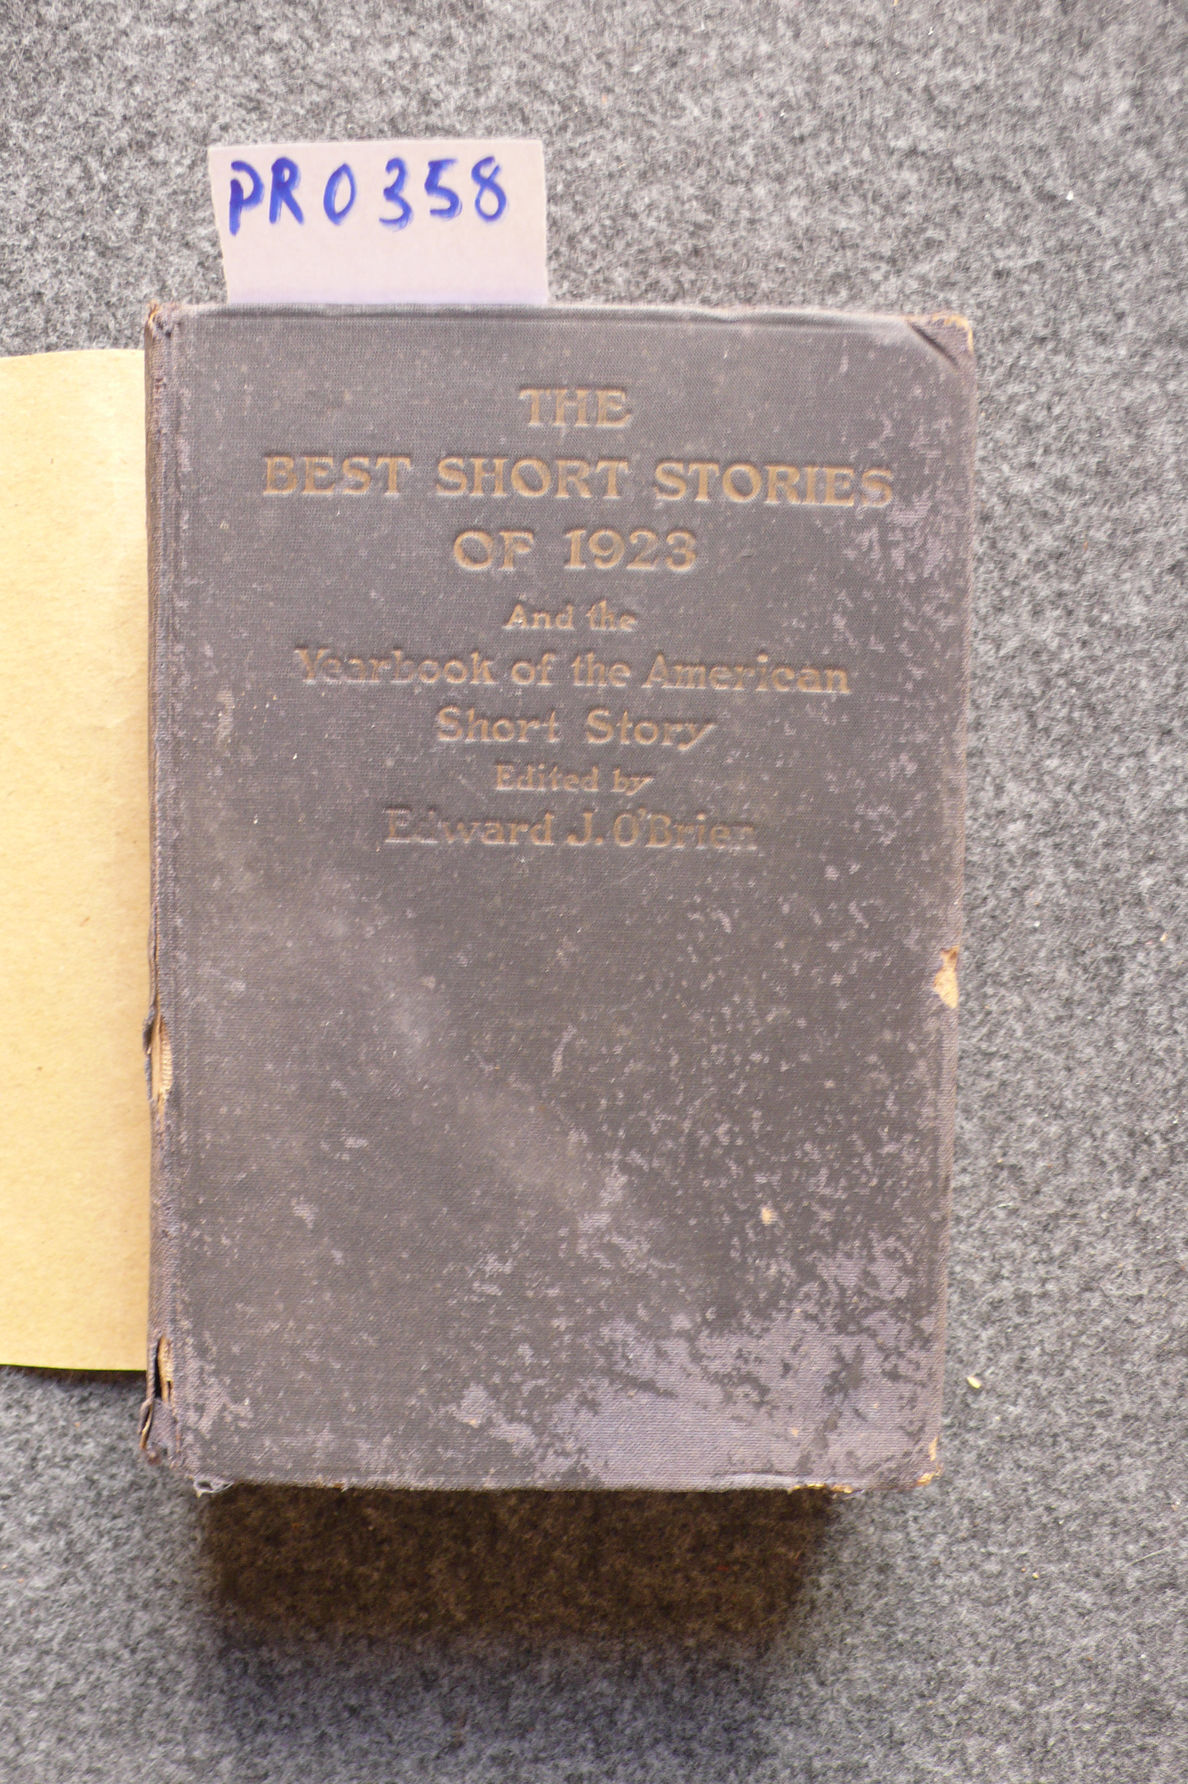 PR0358
THE
BEST SHORT STORIES
OF 1923
And the
Yearbook of the American
Short Story
Edited by
Edward J. O'Brien